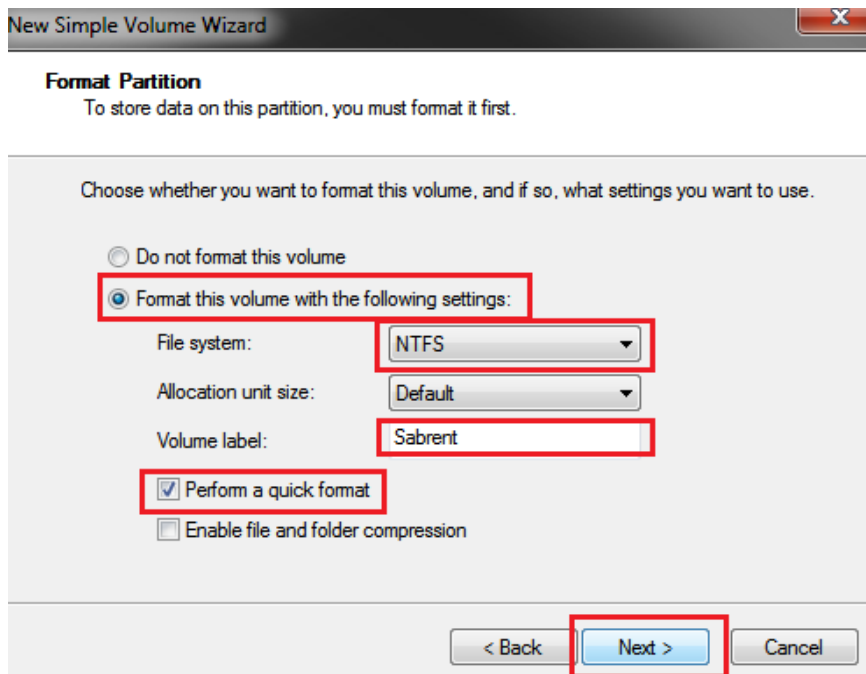 New Simple Volume Wizard
X
Format Partition
To store data on this partition, you must format it first.
Choose whether you want to format this volume, and if so, what settings you want to use.
Do not format this volume
Format this volume with the following settings:
File system: NTFS
Allocation unit size: Default
Volume label: Sabrent
Perform a quick format
Enable file and folder compression
< Back Next > Cancel